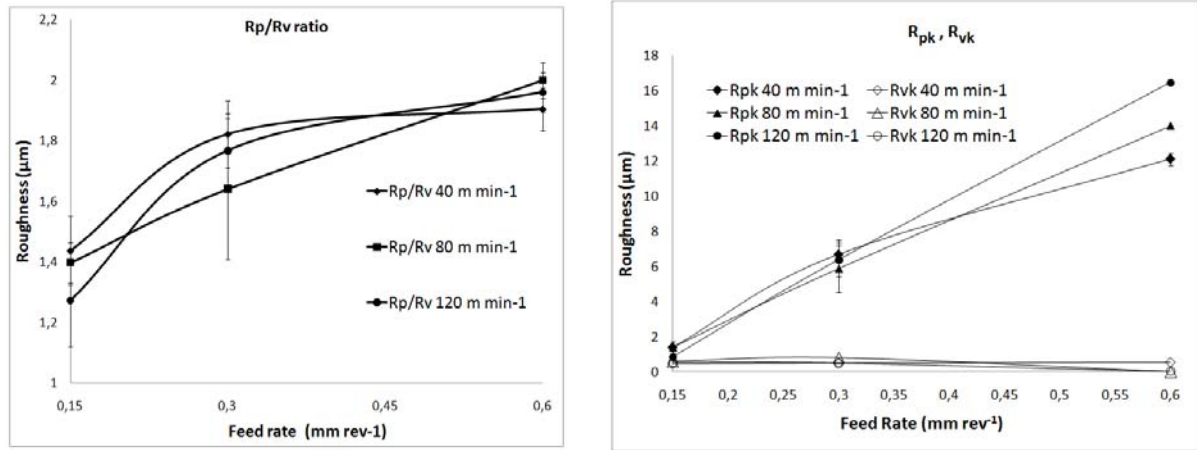 Rp/Rv ratio
2,2
2
1,8
1,6
1,4
1,2
1
Roughness (μm)
Rp/Rv 40 m min-1
Rp/Rv 80 m min-1
Rp/Rv 120 m min-1
0,15
0,3
0,45
0,6
Feed rate (mm rev-1)
Rpk , Rvk
18
16
14
12
10
8
6
4
2
0
Roughness (μm)
Rpk 40 m min-1
Rvk 40 m min-1
Rpk 80 m min-1
Rvk 80 m min-1
Rpk 120 m min-1
Rvk 120 m min-1
0,15
0,2
0,25
0,3
0,35
0,4
0,45
0,5
0,55
0,6
Feed Rate (mm rev⁻¹)